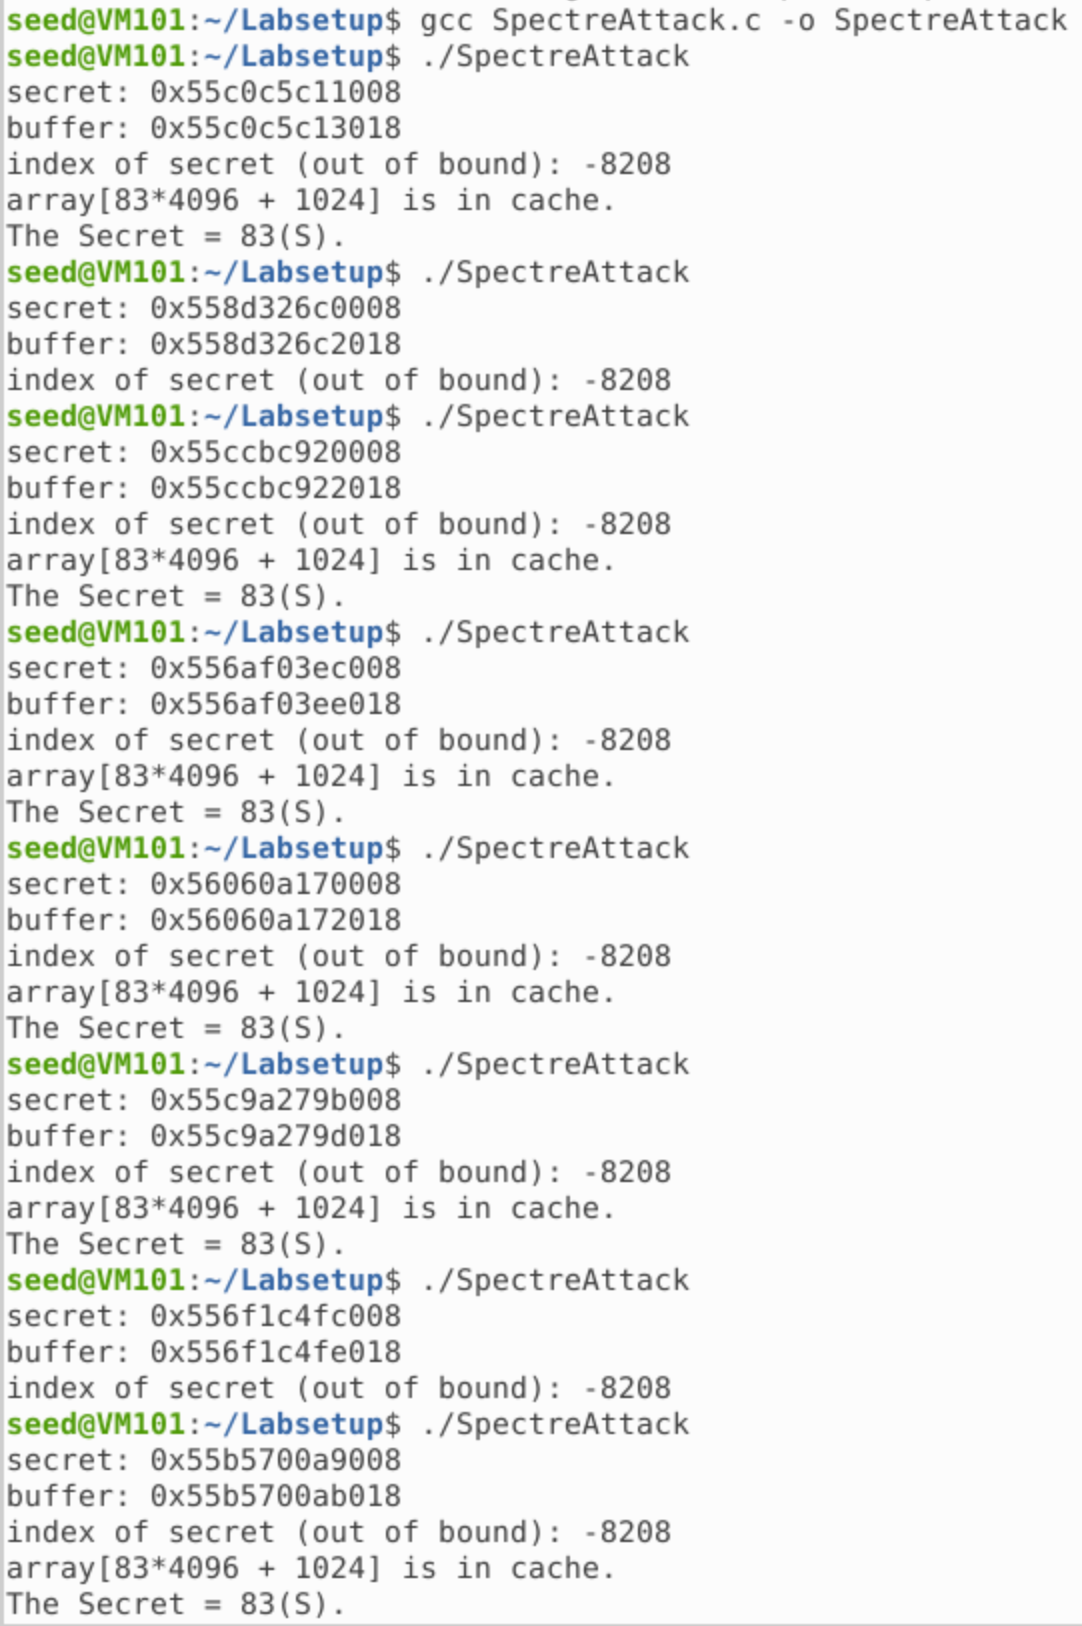 seed@VM101:~/Labsetup$ gcc SpectreAttack.c -o SpectreAttack
seed@VM101:~/Labsetup$ ./SpectreAttack
secret: 0x55c0c5c11008
buffer: 0x55c0c5c13018
index of secret (out of bound): -8208
array[83*4096 + 1024] is in cache.
The Secret = 83(S).
seed@VM101:~/Labsetup$ ./SpectreAttack
secret: 0x558d326c0008
buffer: 0x558d326c2018
index of secret (out of bound): -8208
seed@VM101:~/Labsetup$ ./SpectreAttack
secret: 0x55ccbc920008
buffer: 0x55ccbc922018
index of secret (out of bound): -8208
array[83*4096 + 1024] is in cache.
The Secret = 83(S).
seed@VM101:~/Labsetup$ ./SpectreAttack
secret: 0x556af03ec008
buffer: 0x556af03ee018
index of secret (out of bound): -8208
array[83*4096 + 1024] is in cache.
The Secret = 83(S).
seed@VM101:~/Labsetup$ ./SpectreAttack
secret: 0x56060a170008
buffer: 0x56060a172018
index of secret (out of bound): -8208
array[83*4096 + 1024] is in cache.
The Secret = 83(S).
seed@VM101:~/Labsetup$ ./SpectreAttack
secret: 0x55c9a279b008
buffer: 0x55c9a279d018
index of secret (out of bound): -8208
array[83*4096 + 1024] is in cache.
The Secret = 83(S).
seed@VM101:~/Labsetup$ ./SpectreAttack
secret: 0x556f1c4fc008
buffer: 0x556f1c4fe018
index of secret (out of bound): -8208
seed@VM101:~/Labsetup$ ./SpectreAttack
secret: 0x55b5700a9008
buffer: 0x55b5700ab018
index of secret (out of bound): -8208
array[83*4096 + 1024] is in cache.
The Secret = 83(S).